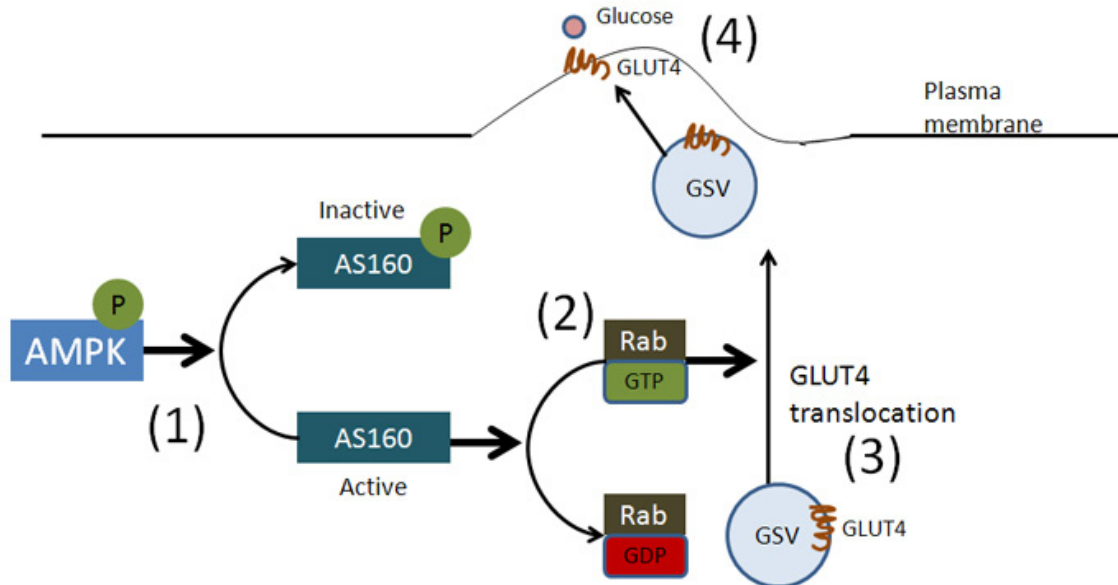 Glucose
(4)
GLUT4
Plasma
membrane
GSV
Inactive
P
AS160
P
AMPK
(1)
(2)
Rab
GTP
GLUT4
translocation
(3)
AS160
Active
Rab
GDP
GSV
GLUT4